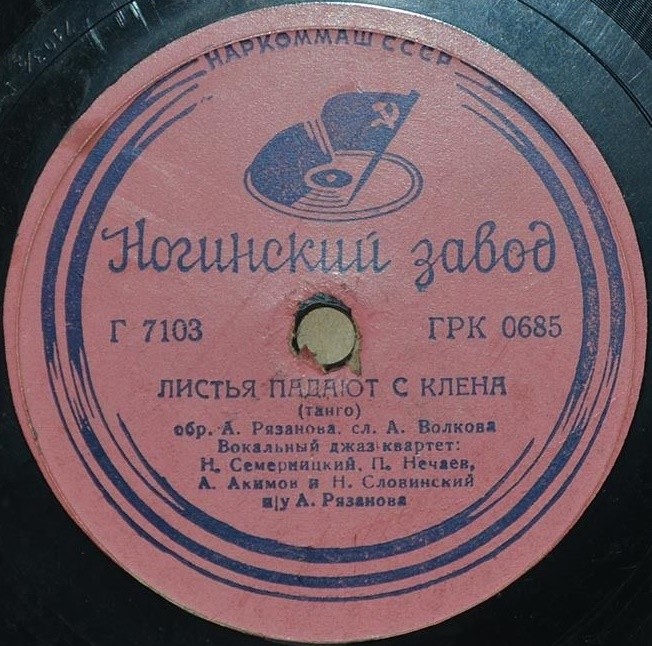 НАРКОММАШ СССР
Ногинский завод
Г 7103
ГРК 0685
ЛИСТЬЯ ПАДАЮТ С КЛЕНА
(танго)
обр. А. Рязанова, сл. А. Волкова
Вокальный джаз квартет:
Н. Семерницкий, П. Нечаев,
А. Акимов и Н. Словинский
п|у А. Рязанова